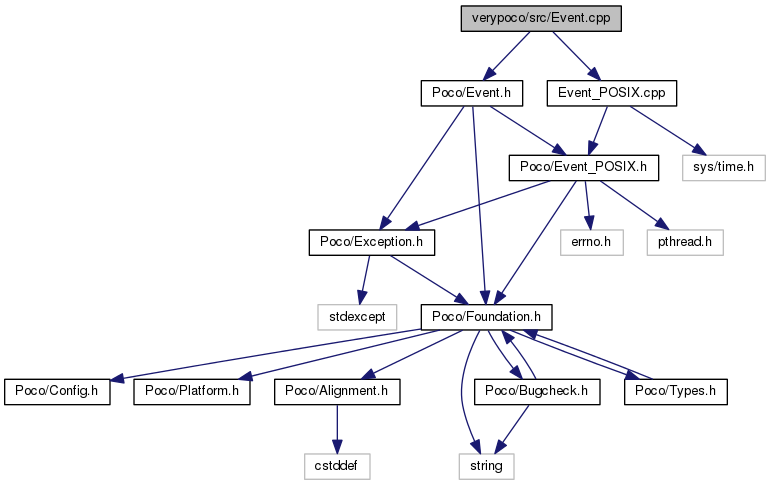 verypoco/src/Event.cpp
Poco/Event.h
Event_POSIX.cpp
Poco/Event_POSIX.h
sys/time.h
Poco/Exception.h
errno.h
pthread.h
stdexcept
Poco/Foundation.h
Poco/Config.h
Poco/Platform.h
Poco/Alignment.h
Poco/Bugcheck.h
Poco/Types.h
cstddef
string